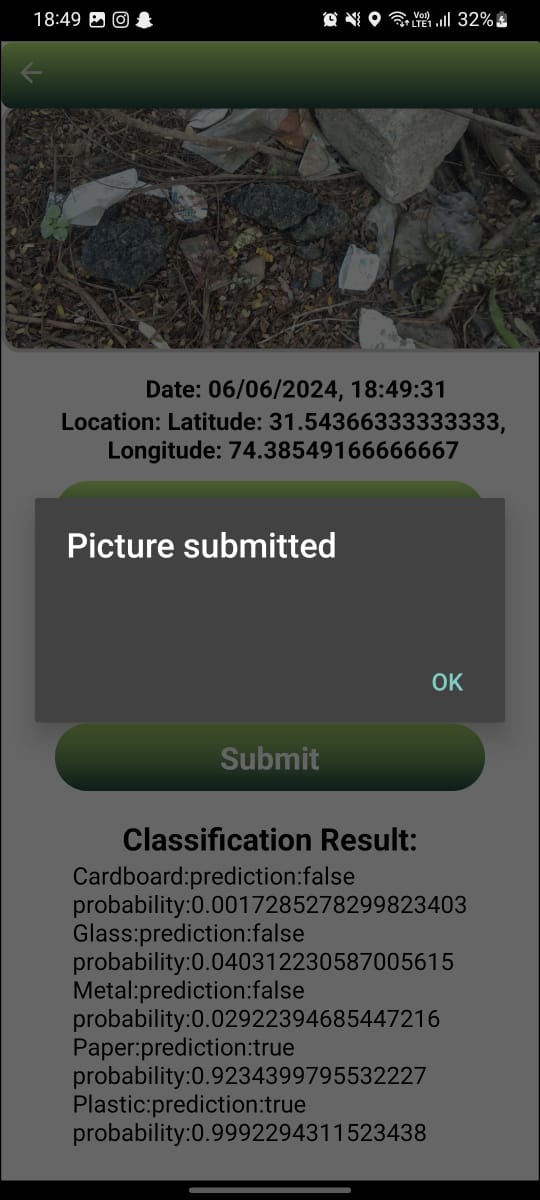 18:49 Vo)) LTE1 32%
Date: 06/06/2024, 18:49:31
Location: Latitude: 31.54366333333333,
Longitude: 74.38549166666667
Picture submitted
OK
Submit
Classification Result:
Cardboard:prediction:false
probability:0.0017285278299823403
Glass:prediction:false
probability:0.040312230587005615
Metal:prediction:false
probability:0.02922394685447216
Paper:prediction:true
probability:0.9234399795532227
Plastic:prediction:true
probability:0.9992294311523438